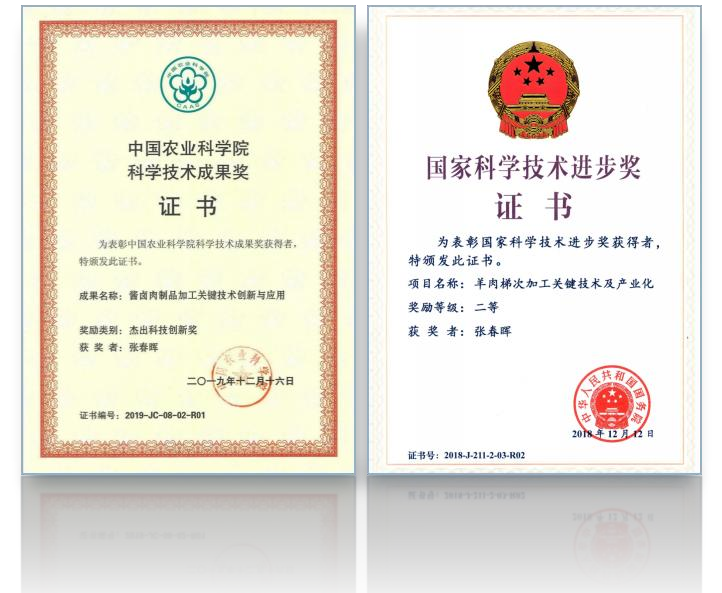 中国农业科学院
CAAS
中国农业科学院
科学技术成果奖
证 书
为表彰中国农业科学院科学技术成果奖获得者，
特颁发此证书。
成果名称：酱卤肉制品加工关键技术创新与应用
奖励类别：杰出科技创新奖
获 奖 者：张春晖
中国农业科学院
二〇一九年十二月十六日
证书编号：2019-JC-08-02-R01
国家科学技术进步奖
证 书
为表彰国家科学技术进步奖获得者，
特颁发此证书。
项目名称：羊肉梯次加工关键技术及产业化
奖励等级：二等
获 奖 者：张春晖
中华人民共和国国务院
2018 年 12 月 12 日
证书号：2018-J-211-2-03-R02